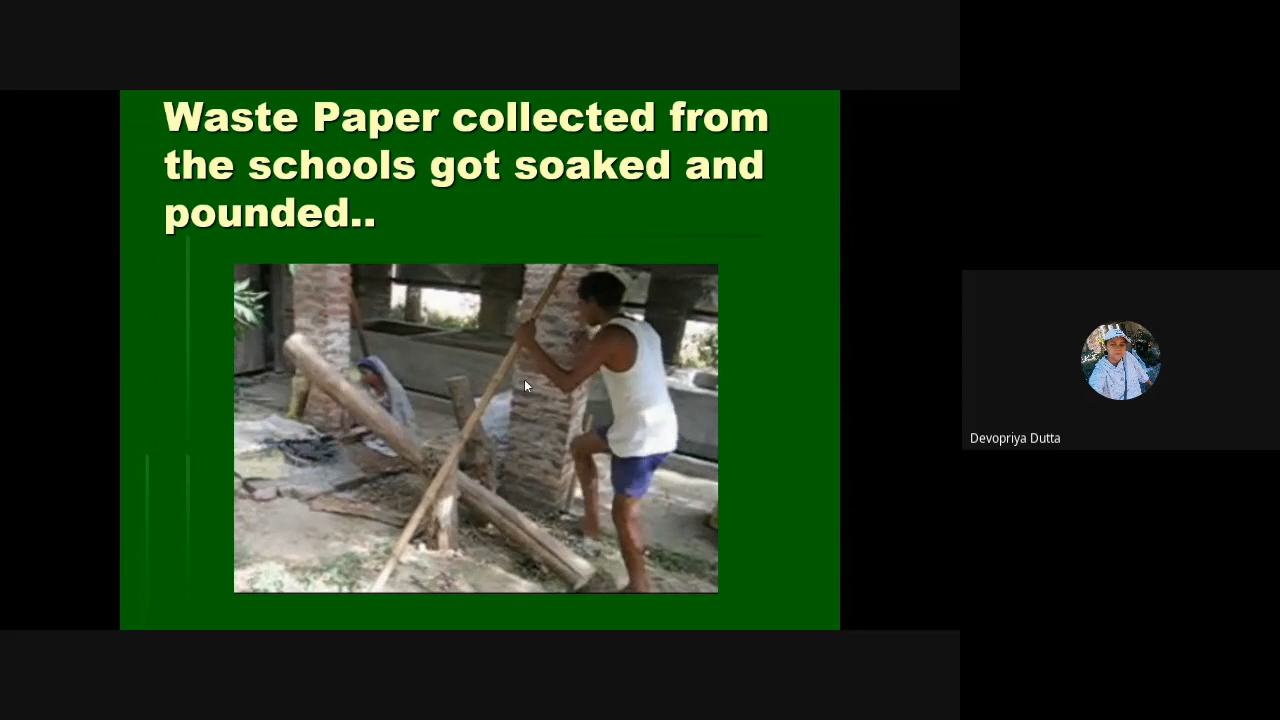 Waste Paper collected from
the schools got soaked and
pounded..
Devopriya Dutta